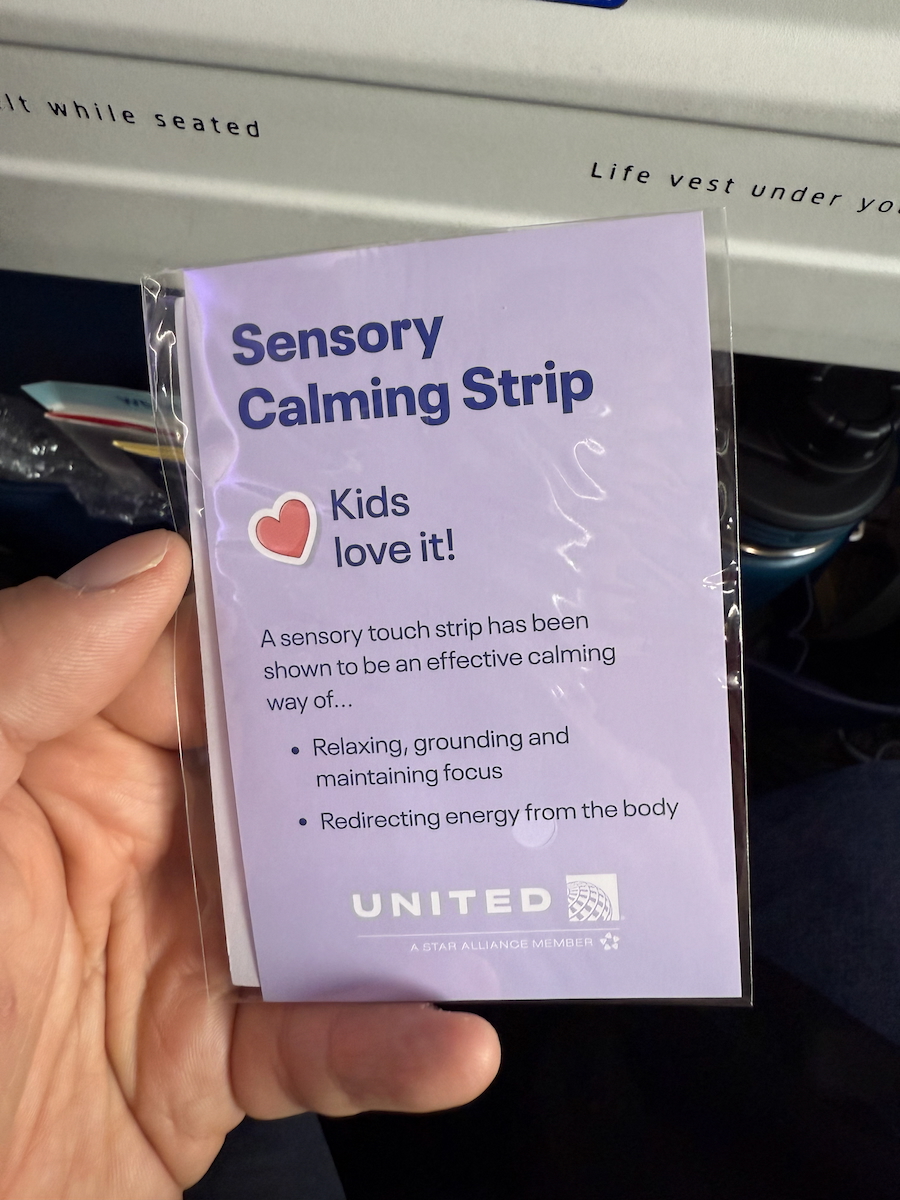 while seated
Life vest under
Sensory
Calming Strip
Kids
love it!
A sensory touch strip has been
shown to be an effective calming
way of...
• Relaxing, grounding and
maintaining focus
• Redirecting energy from the body
UNITED
A STAR ALLIANCE MEMBER